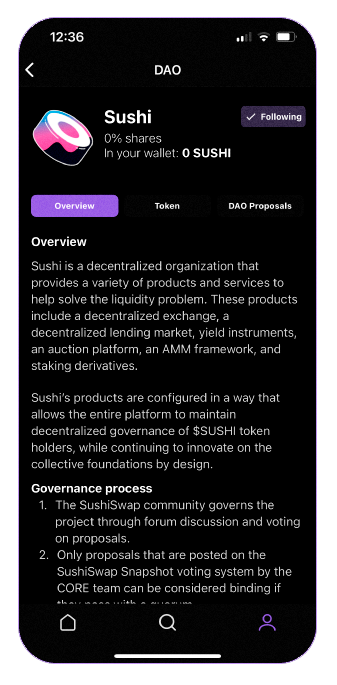 12:36
DAO
Sushi
Following
0% shares
In your wallet: 0 SUSHI
Overview
Token
DAO Proposals
Overview
Sushi is a decentralized organization that
provides a variety of products and services to
help solve the liquidity problem. These products
include a decentralized exchange, a
decentralized lending market, yield instruments,
an auction platform, an AMM framework, and
staking derivatives.
Sushi's products are configured in a way that
allows the entire platform to maintain
decentralized governance of $SUSHI token
holders, while continuing to innovate on the
collective foundations by design.
Governance process
1. The SushiSwap community governs the
project through forum discussion and voting
on proposals.
2. Only proposals that are posted on the
SushiSwap Snapshot voting system by the
CORE team can be considered binding if
they pass with a quorum